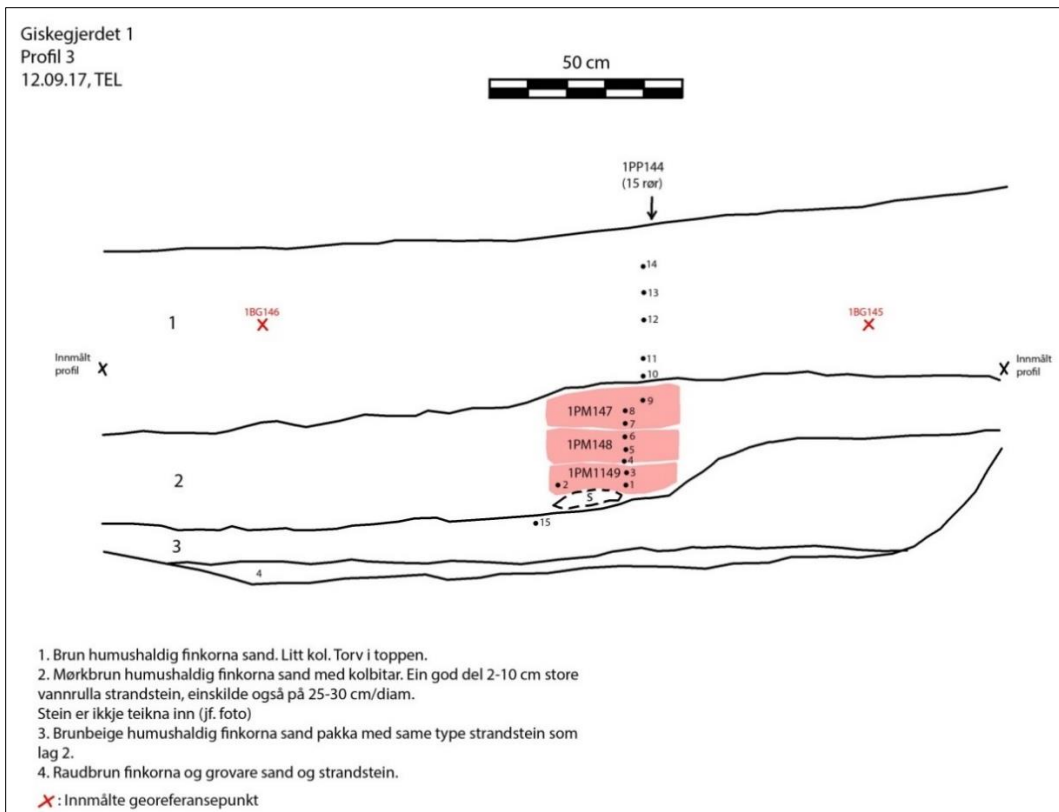 Giskegjerdet 1
Profil 3
12.09.17, TEL
50 cm
1PP144
(15 rør)
14
13
1BG146
1BG145
12
1
Innmålt
profil
11
Innmålt
profil
10
9
1PM147
8
7
6
1PM148
5
4
1PM1149
3
2
2
1
S
15
3
4
1. Brun humushaldig finkorna sand. Litt kol. Torv i toppen.
2. Mørkbrun humushaldig finkorna sand med kolbitar. Ein god del 2-10 cm store
vannrulla strandstein, einskilde også på 25-30 cm/diam.
Stein er ikkje teikna inn (jf. foto)
3. Brunbeige humushaldig finkorna sand pakka med same type strandstein som
lag 2.
4. Raudbrun finkorna og grovare sand og strandstein.
X : Innmålte georeferansepunkt